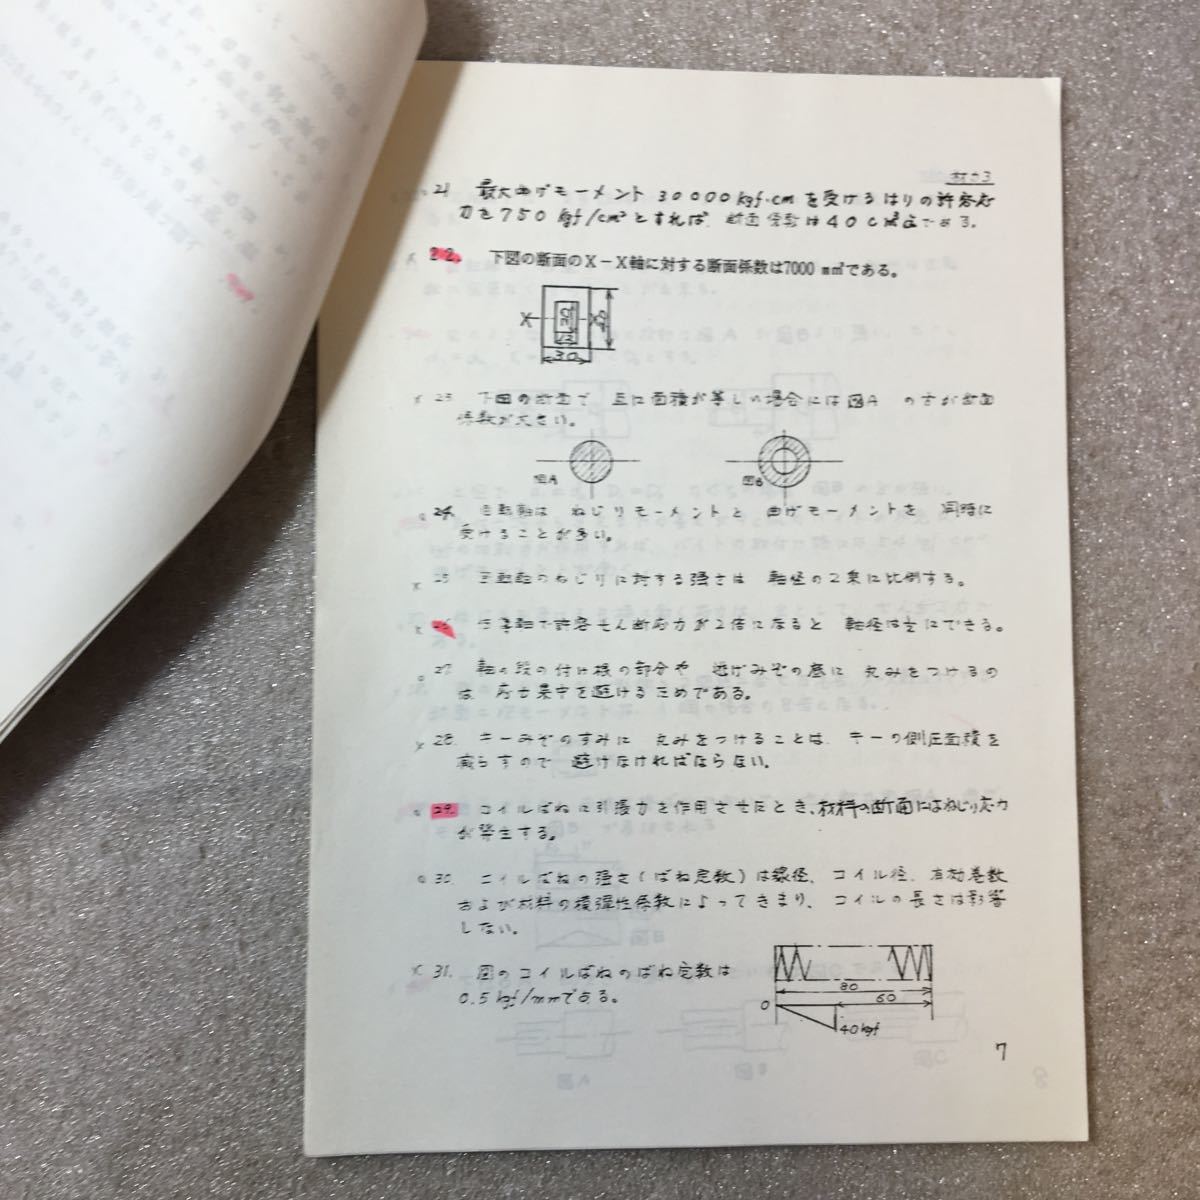 材力3
21. 最大曲げモーメント 30000 kgf·cm を受けるはりの許容応
力を 750 kgf/cm² とすれば、断面係数は 40 cm³である。
× 22. 下図の断面のX－X軸に対する断面係数は7000 mm³である。
X X
13
30
× 23 下図の断面で 互に面積が等しい場合には図A の方が断面
係数が大きい。
図A 図B
○ 24. 回転軸は ねじりモーメントと 曲げモーメントを 同時に
受けることが多い。
× 25 回転軸のねじりに対する強さは 軸径の2乗に比例する。
× 26 伝導軸で許容せん断応力が2倍になると 軸径は½にできる。
○ 27 軸の段の付け根の部分や 逃げみぞの底に 丸みをつけるの
は 応力集中を避けるためである。
× 28. キーみぞのすみに 丸みをつけることは、キーの側圧面積を
減らすので 避けなければならない。
○ 29. コイルばねに引張力を作用させたとき、材料の断面にはねじり応力
が発生する。
○ 30. コイルばねの強さ(ばね定数)は線径、コイル径、有効巻数
および材料の横弾性係数によってきまり、コイルの長さは影響
しない。
× 31. 図のコイルばねのばね定数は
0.5 kgf/mmである。
80
60
0
40kgf
7